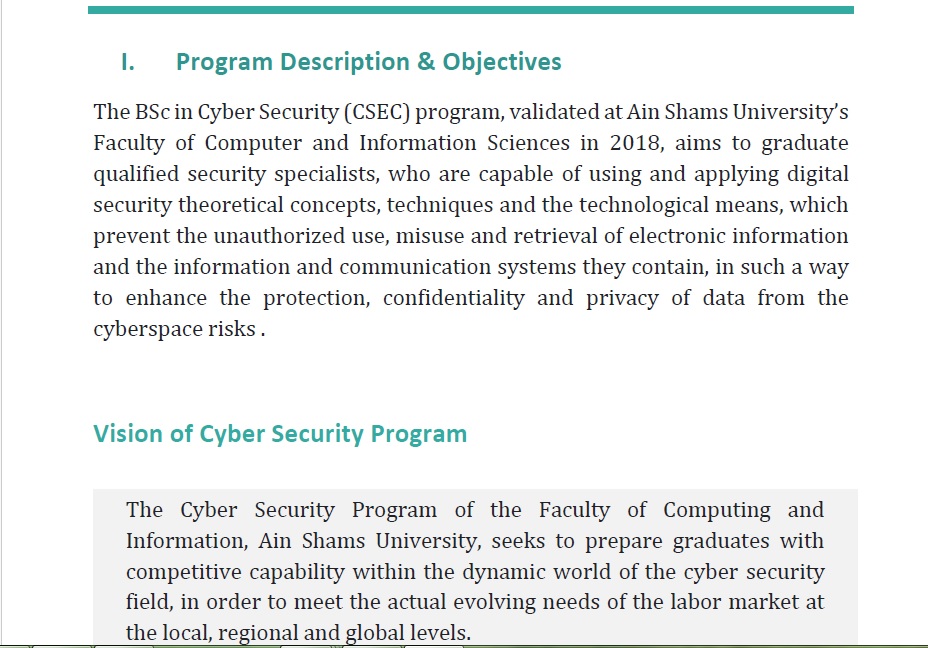 I. Program Description & Objectives
The BSc in Cyber Security (CSEC) program, validated at Ain Shams University’s
Faculty of Computer and Information Sciences in 2018, aims to graduate
qualified security specialists, who are capable of using and applying digital
security theoretical concepts, techniques and the technological means, which
prevent the unauthorized use, misuse and retrieval of electronic information
and the information and communication systems they contain, in such a way
to enhance the protection, confidentiality and privacy of data from the
cyberspace risks .
Vision of Cyber Security Program
The Cyber Security Program of the Faculty of Computing and
Information, Ain Shams University, seeks to prepare graduates with
competitive capability within the dynamic world of the cyber security
field, in order to meet the actual evolving needs of the labor market at
the local, regional and global levels.